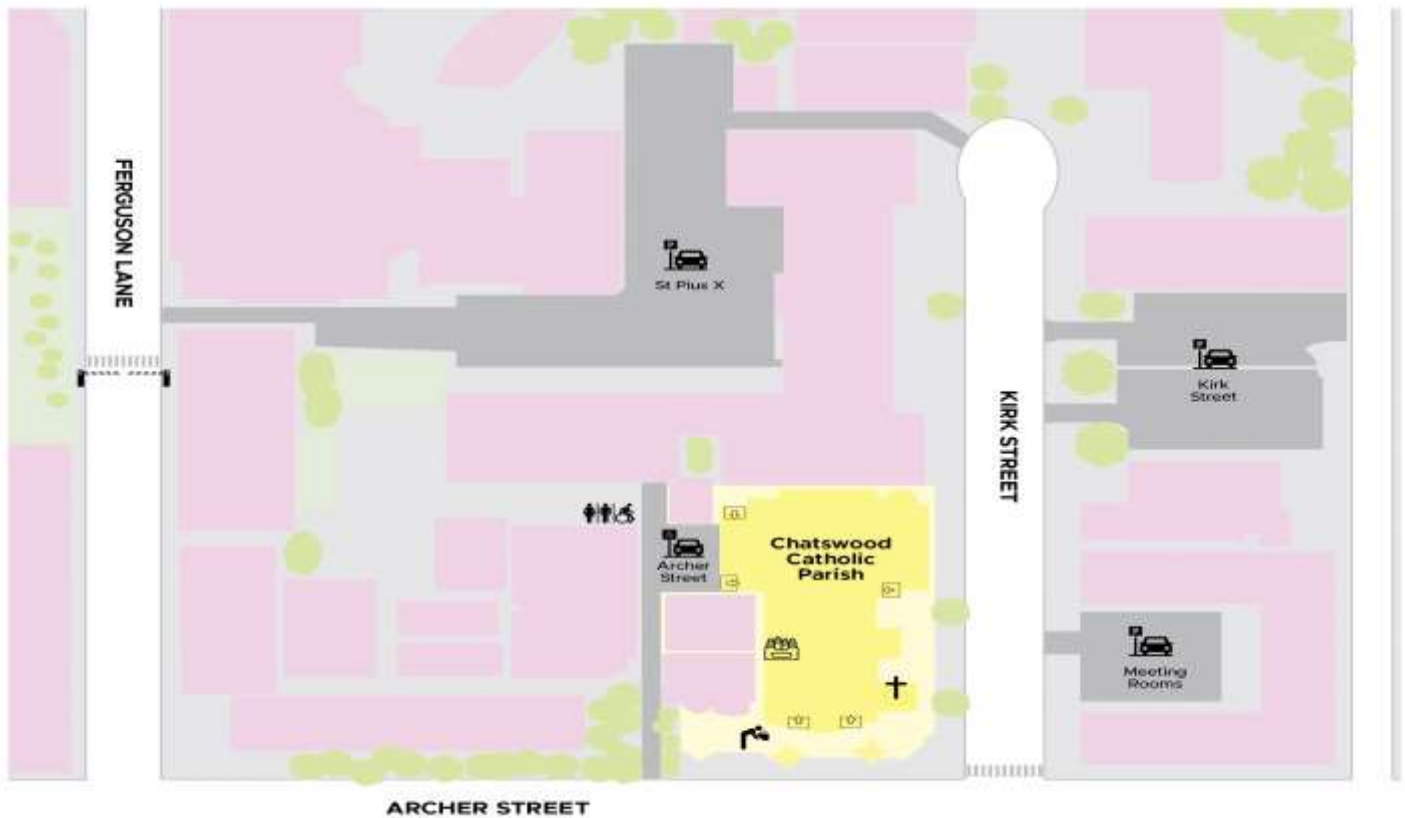 FERGUSON LANE
St Pius X
KIRK STREET
Kirk
Street
Archer
Street
Chatswood
Catholic
Parish
Meeting
Rooms
ARCHER STREET